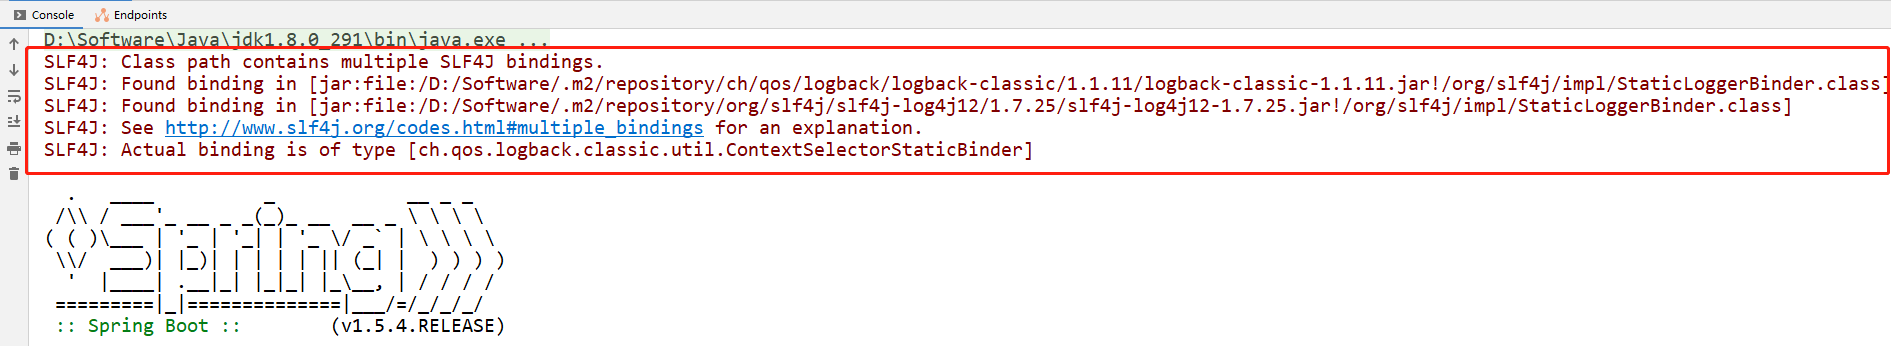 Console Endpoints
D:\Software\Java\jdk1.8.0_291\bin\java.exe ...
SLF4J: Class path contains multiple SLF4J bindings.
SLF4J: Found binding in [jar:file:/D:/Software/.m2/repository/ch/qos/logback/logback-classic/1.1.11/logback-classic-1.1.11.jar!/org/slf4j/impl/StaticLoggerBinder.class]
SLF4J: Found binding in [jar:file:/D:/Software/.m2/repository/org/slf4j/slf4j-log4j12/1.7.25/slf4j-log4j12-1.7.25.jar!/org/slf4j/impl/StaticLoggerBinder.class]
SLF4J: See http://www.slf4j.org/codes.html#multiple_bindings for an explanation.
SLF4J: Actual binding is of type [ch.qos.logback.classic.util.ContextSelectorStaticBinder]
  .   ____          _            __ _ _
 /\\ / ___'_ __ _ _(_)_ __  __ _ \ \ \ \
( ( )\___ | '_ | '_| | '_ \/ _` | \ \ \ \
 \\/  ___)| |_)| | | | | || (_| |  ) ) ) )
  '  |____| .__|_| |_|_| |_\__, | / / / /
 =========|_|==============|___/=/_/_/_/
 :: Spring Boot ::        (v1.5.4.RELEASE)